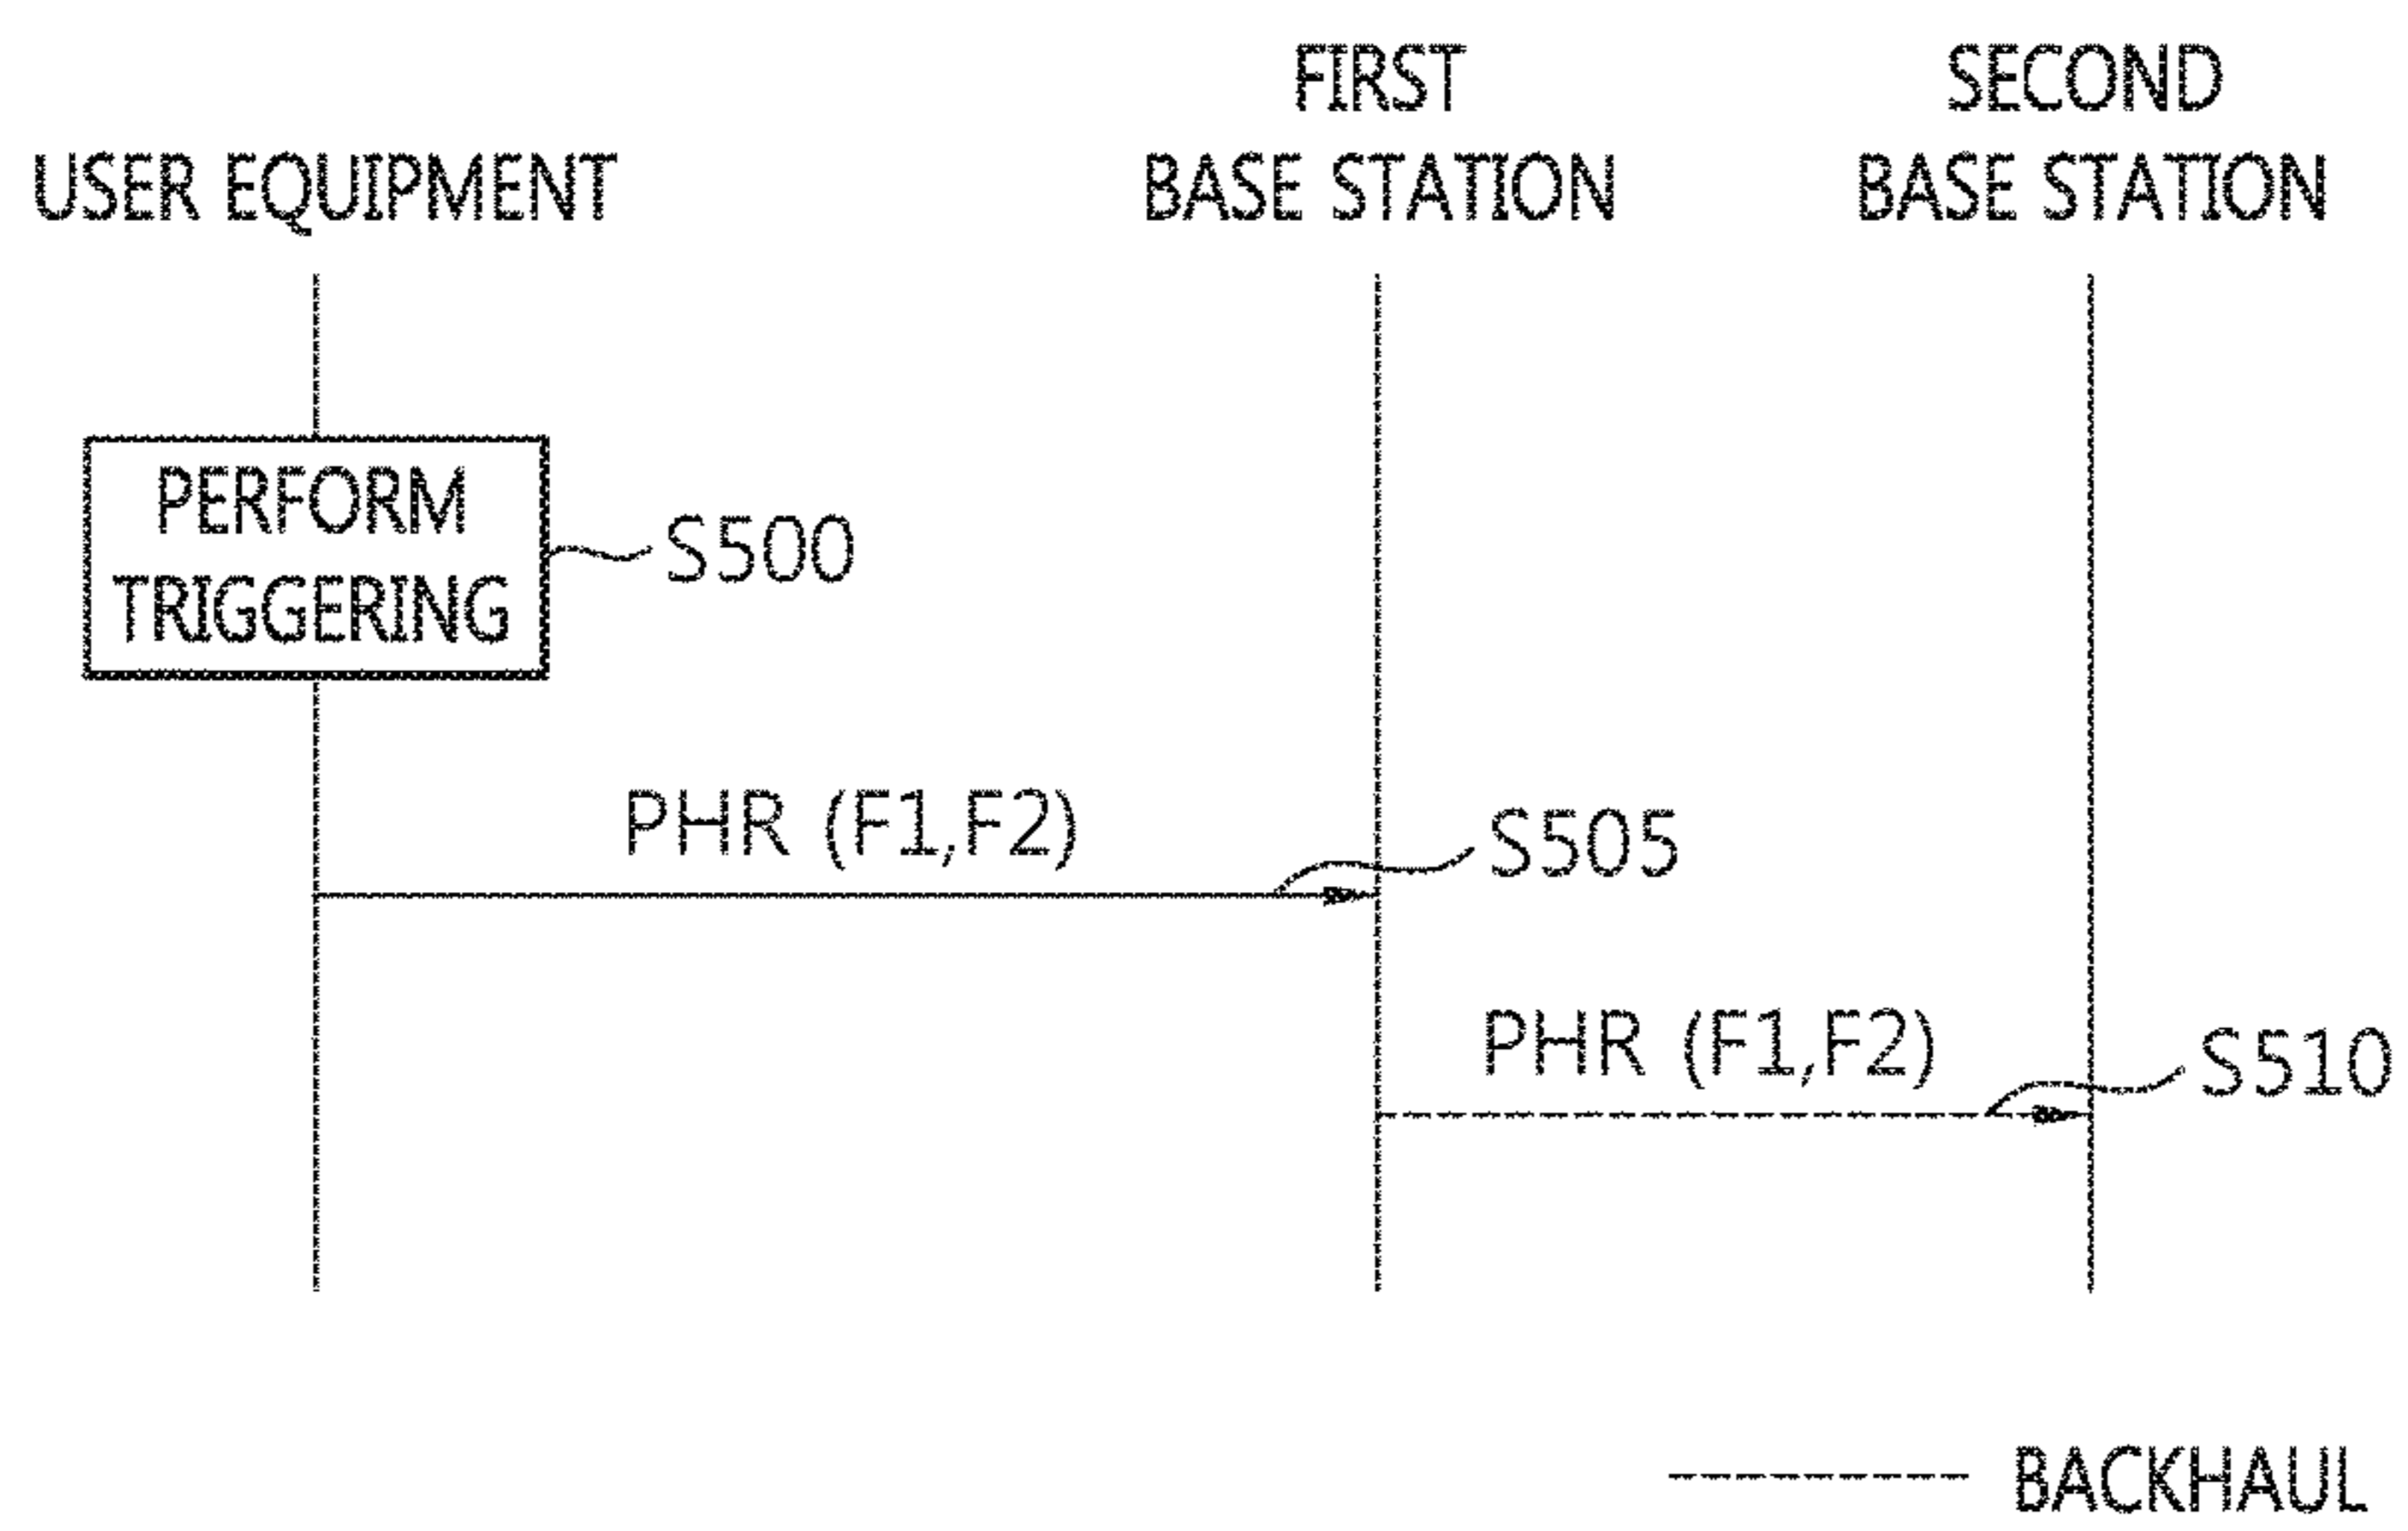 FIRST
SECOND
USER EQUIPMENT
BASE STATION
BASE STATION
PERFORM
TRIGGERING
S500
PHR (F1,F2)
S505
PHR (F1,F2)
S510
BACKHAUL